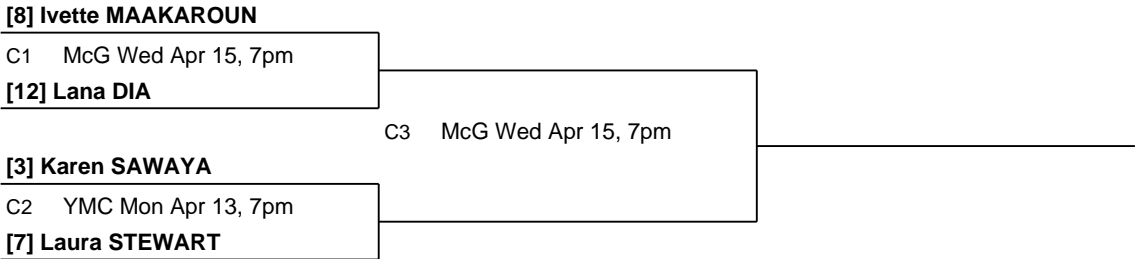 [8] Ivette MAAKAROUN
C1 McG Wed Apr 15, 7pm
[12] Lana DIA
C3 McG Wed Apr 15, 7pm
[3] Karen SAWAYA
C2 YMC Mon Apr 13, 7pm
[7] Laura STEWART